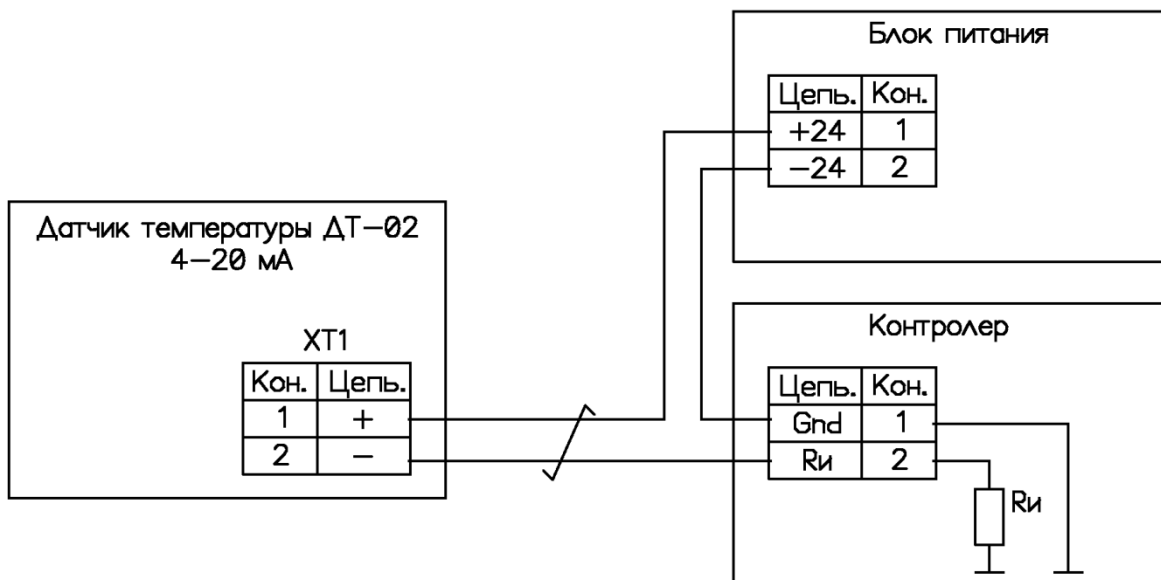 Блок питания
Цепь. Кон.
+24 1
-24 2
Датчик температуры ДТ-02
4-20 мА
XT1
Кон. Цепь.
1 +
2 -
Контролер
Цепь. Кон.
Gnd 1
Rи 2
Rи